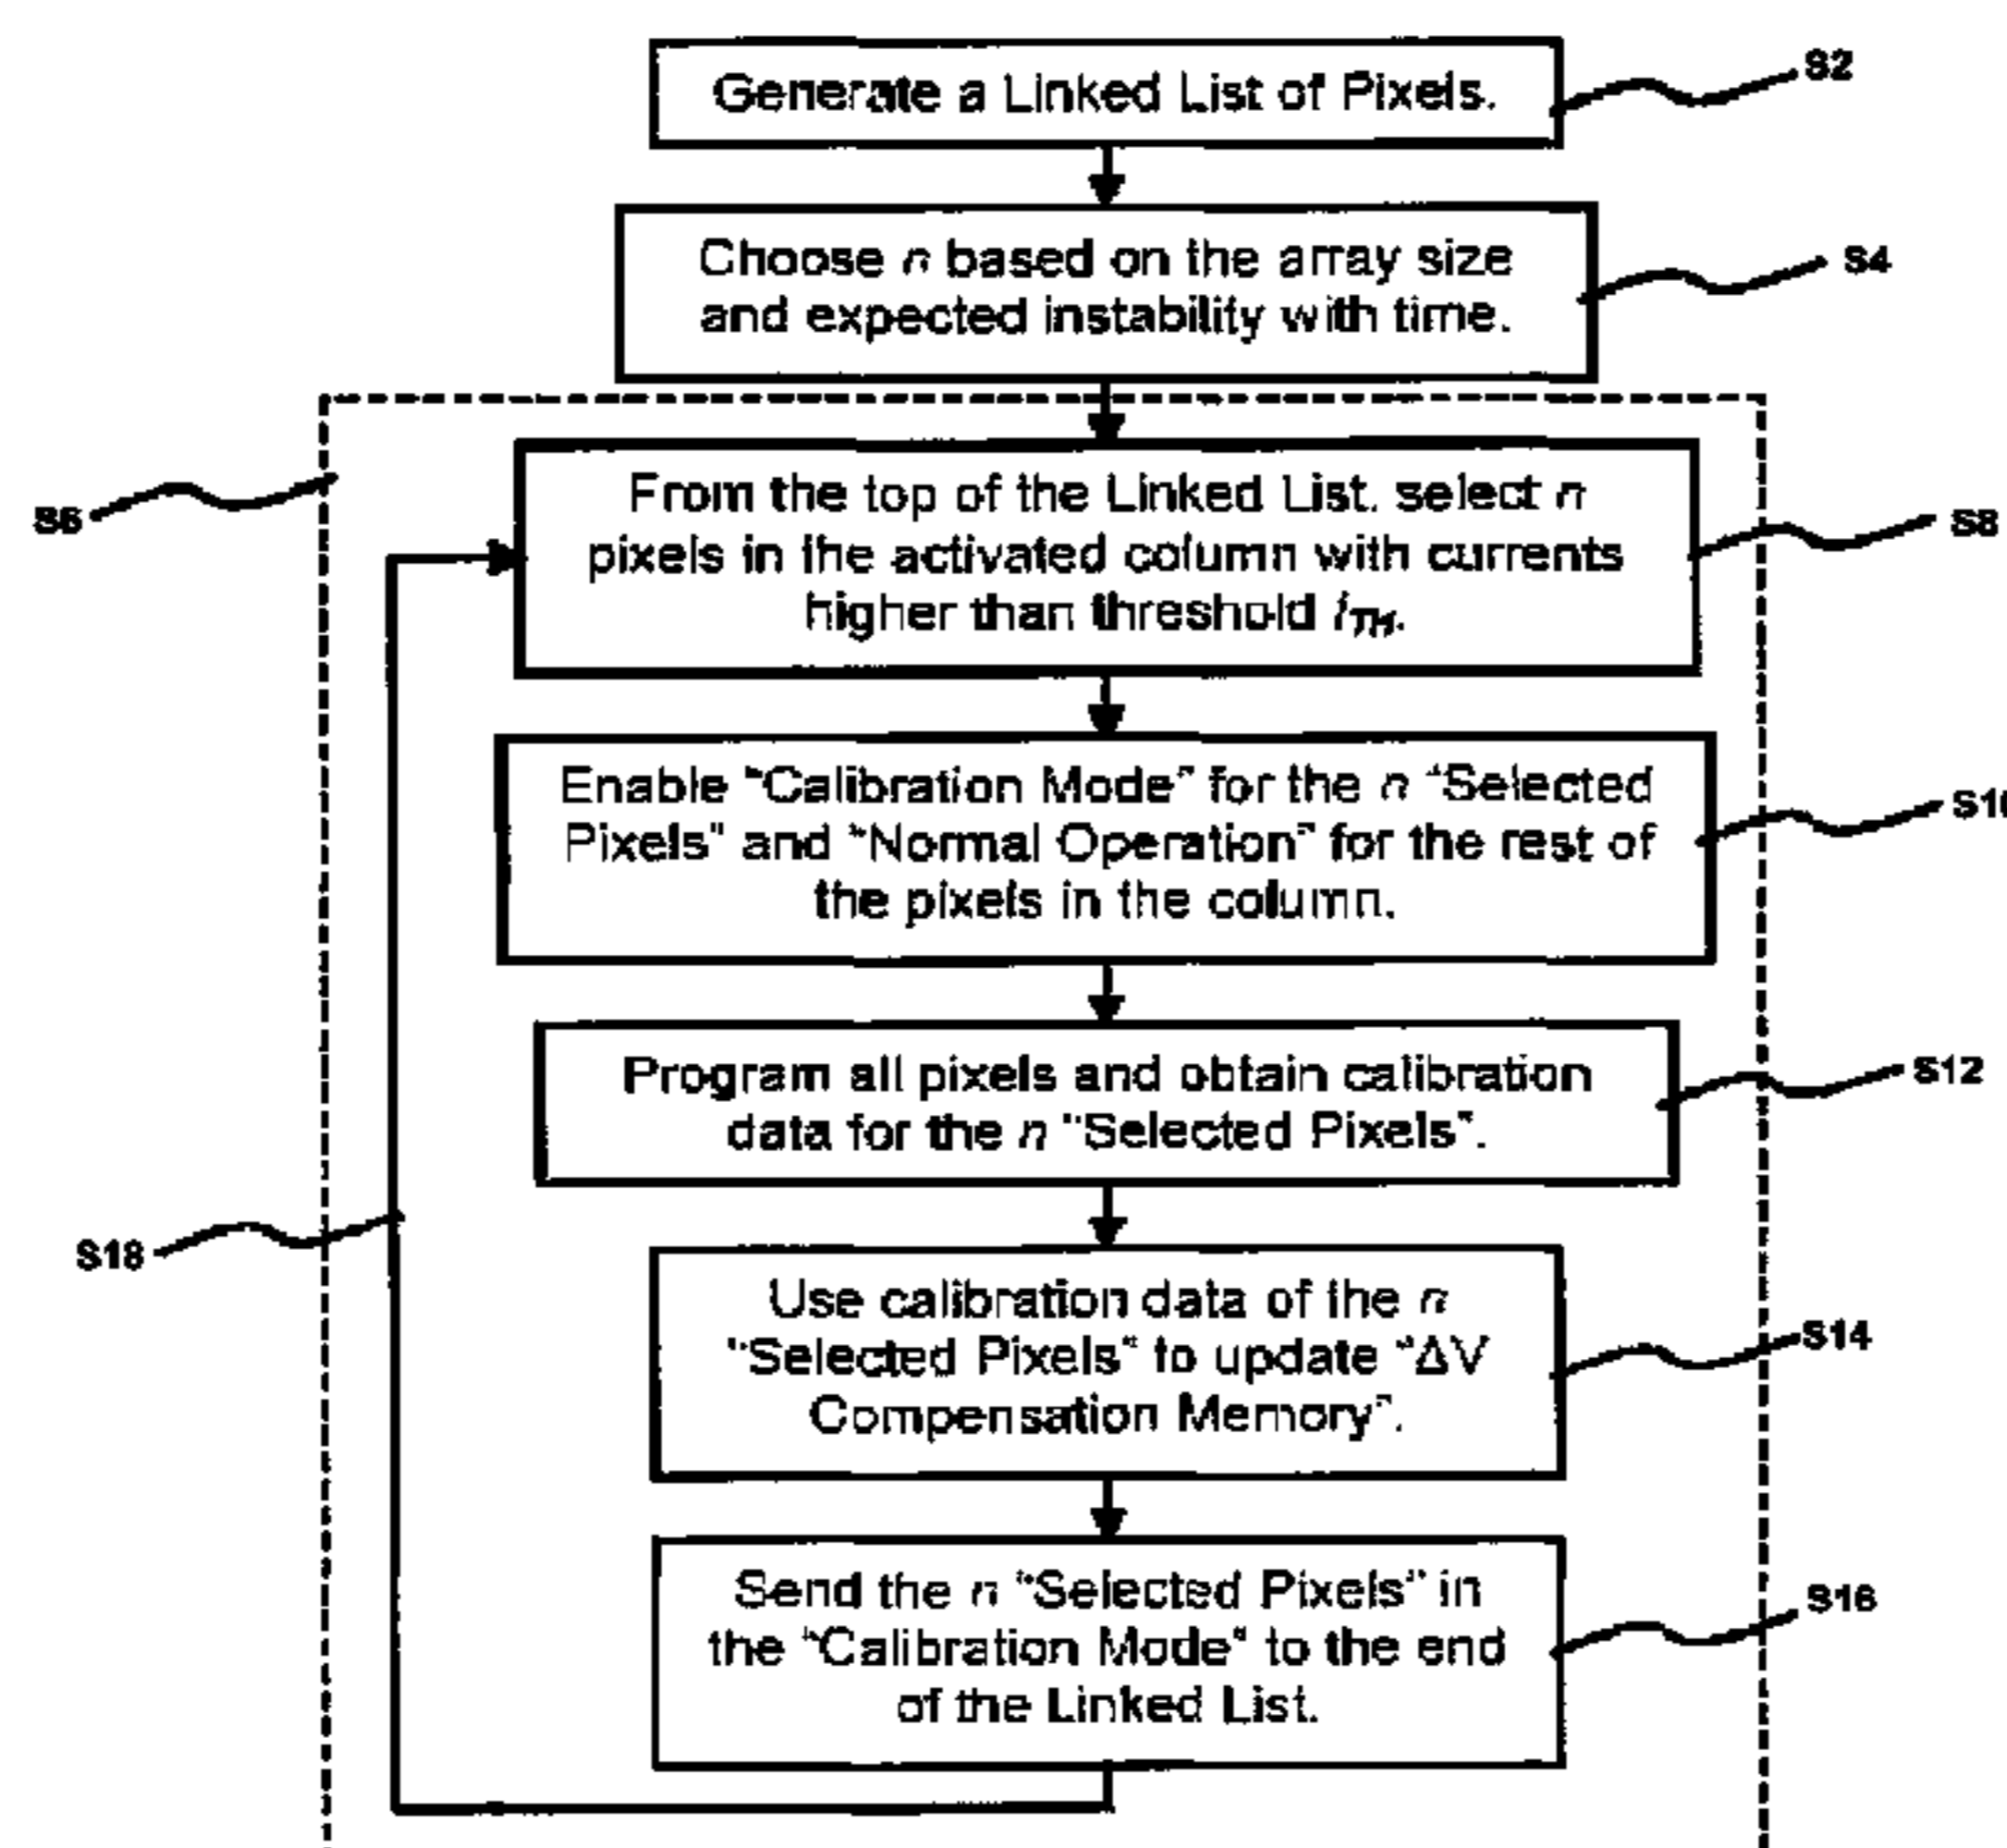 Generate a Linked List of Pixels.
S2
Choose n based on the array size
and expected instability with time.
S4
S6
From the top of the Linked List, select n
pixels in the activated column with currents
higher than threshold ITH.
S8
Enable "Calibration Mode" for the n "Selected
Pixels" and "Normal Operation" for the rest of
the pixels in the column.
S10
Program all pixels and obtain calibration
data for the n "Selected Pixels".
S12
S18
Use calibration data of the n
"Selected Pixels" to update "ΔV
Compensation Memory".
S14
Send the n "Selected Pixels" in
the "Calibration Mode" to the end
of the Linked List.
S16